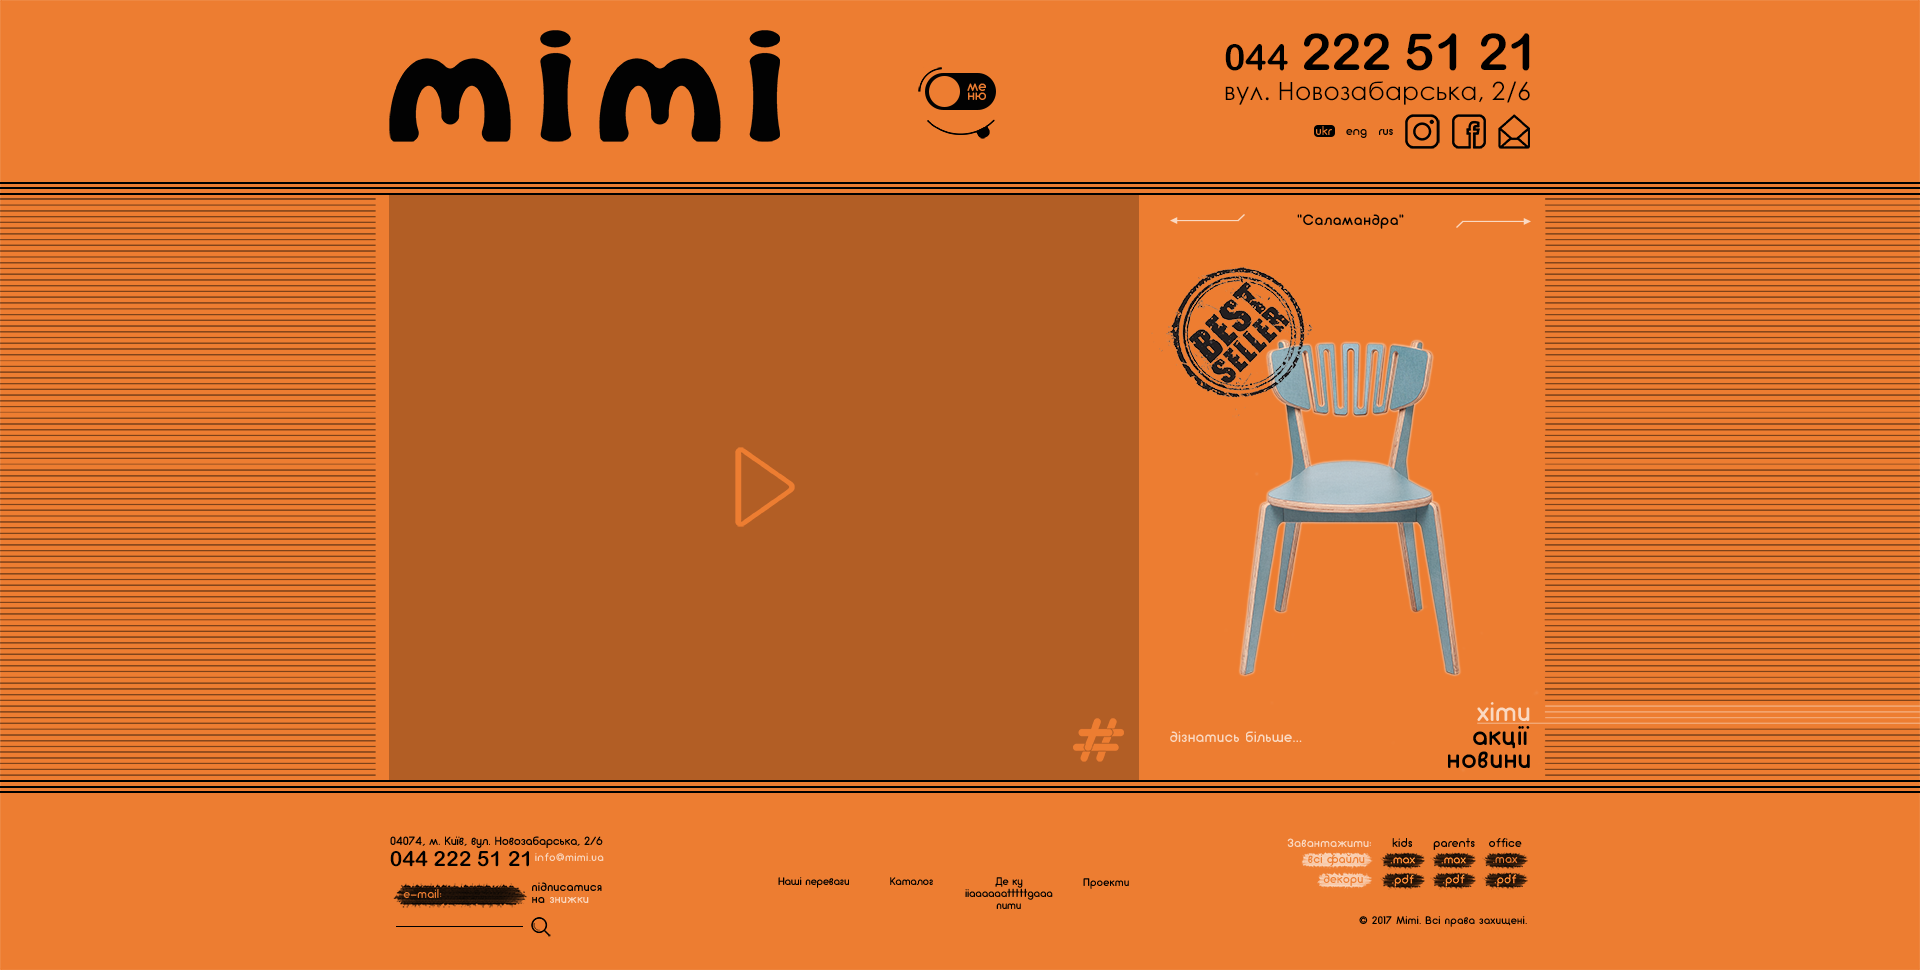 mimi
ме
ню
044 222 51 21
вул. Новозабарська, 2/6
ukr eng rus
"Саламандра"
BEST
SELLER
дізнатись більше...
хіти
акції
новини
04074, м. Київ, вул. Новозабарська, 2/6
044 222 51 21 info@mimi.ua
e-mail:
підписатися
на знижки
Наші переваги
Каталог
Де ку
ііааааааtttttgааа
пити
Проекти
Завантажити: kids parents office
всі файли .max .max .max
декори .pdf .pdf .pdf
© 2017 Mimi. Всі права захищені.